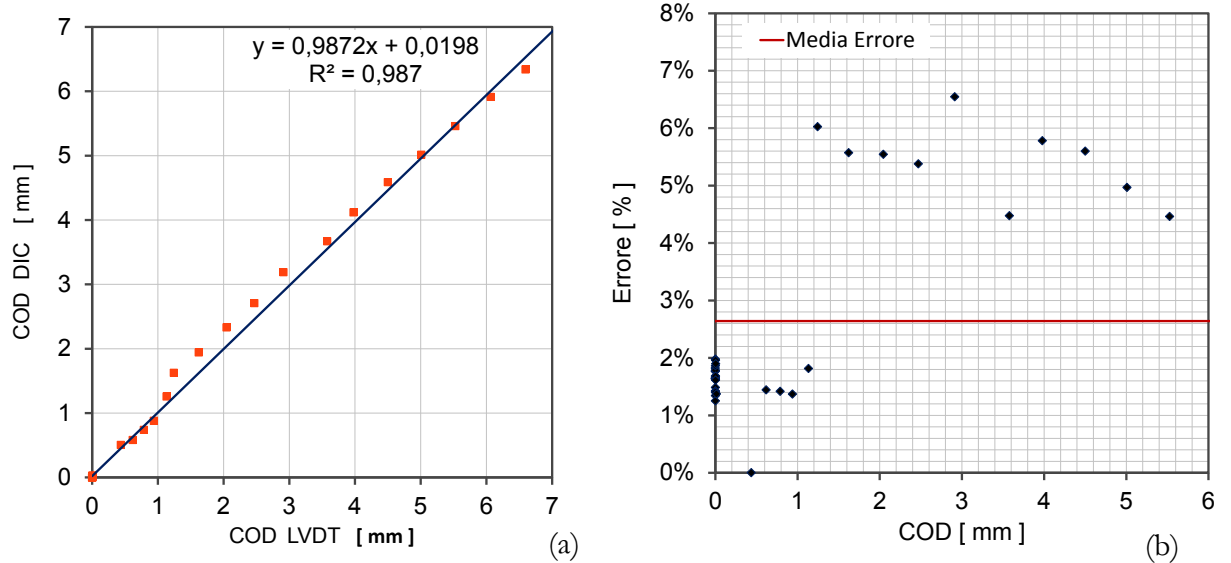 7
6
5
4
3
2
1
0
COD DIC [ mm ]
y = 0,9872x + 0,0198
R² = 0,987
0 1 2 3 4 5 6 7
COD LVDT [ mm ]
(a)
8%
7%
6%
5%
4%
3%
2%
1%
0%
Errore [ % ]
Media Errore
0 1 2 3 4 5 6
COD [ mm ]
(b)